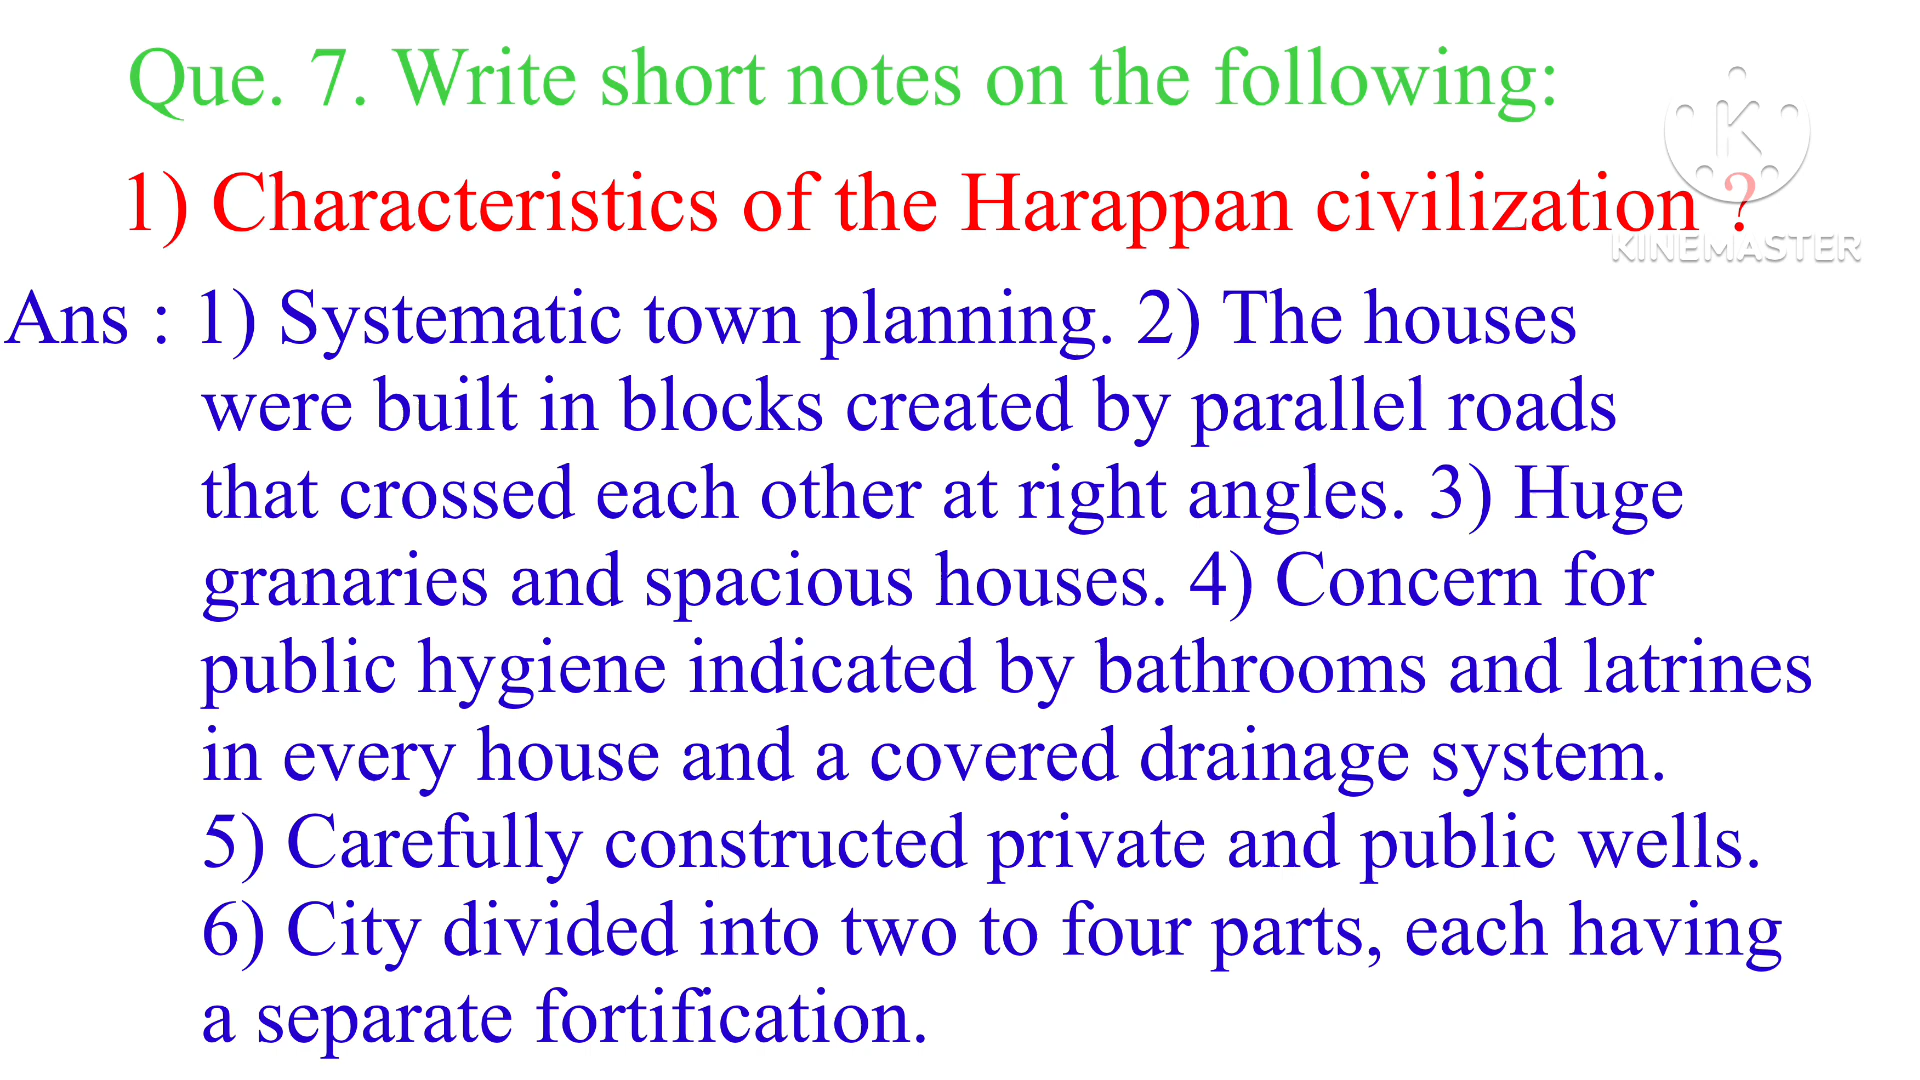 Que. 7. Write short notes on the following:
1) Characteristics of the Harappan civilization ?
KINEMASTER
Ans : 1) Systematic town planning. 2) The houses
were built in blocks created by parallel roads
that crossed each other at right angles. 3) Huge
granaries and spacious houses. 4) Concern for
public hygiene indicated by bathrooms and latrines
in every house and a covered drainage system.
5) Carefully constructed private and public wells.
6) City divided into two to four parts, each having
a separate fortification.